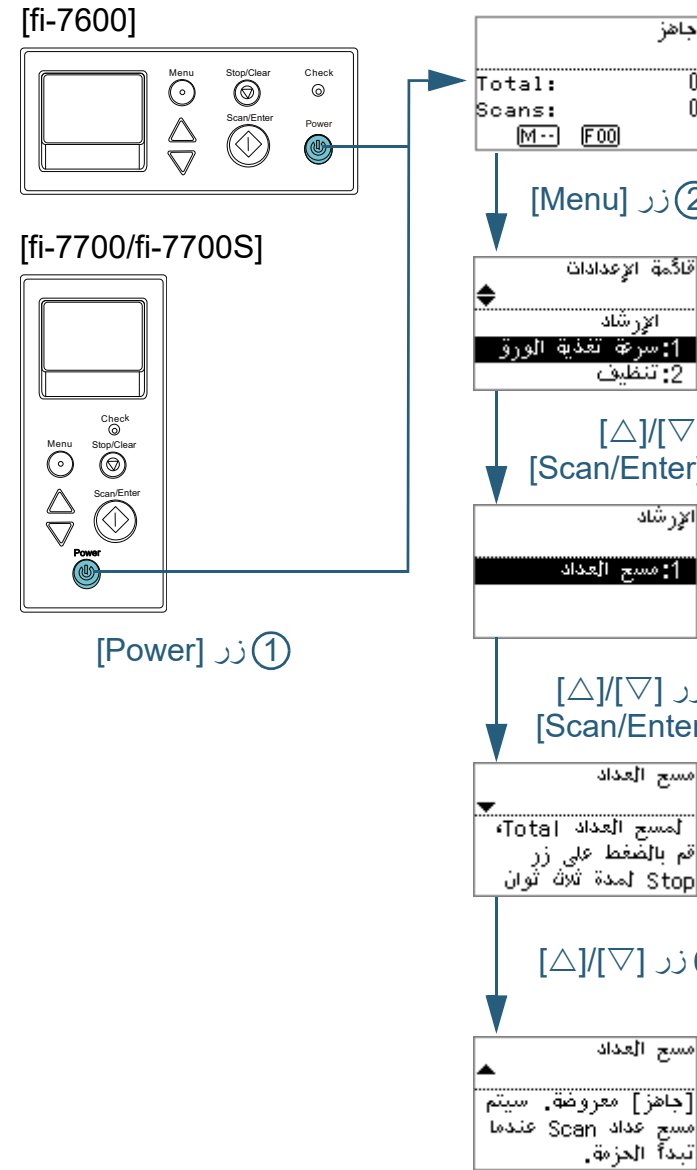 [fi-7600]
Menu
Stop/Clear
Check
Scan/Enter
Power
[fi-7700/fi-7700S]
Check
Menu
Stop/Clear
Scan/Enter
Power
① زر [Power]
جاهز
Total: 0
Scans: 0
M-- F00
② زر [Menu]
قائمة الإعدادات
الإرشاد
1: سرعة تغذية الورق
2: تنظيف
[△]/[▽
[Scan/Enter]
الإرشاد
1: مسح العداد
زر [▽]/[△]
[Scan/Enter
مسح العداد
لمسح العداد Total،
قم بالضغط على زر
Stop لمدة ثلاث ثوان
زر [▽]/[△]
مسح العداد
[جاهز] معروضة. سيتم
مسح عداد Scan عندما
تبدأ الحزمة.